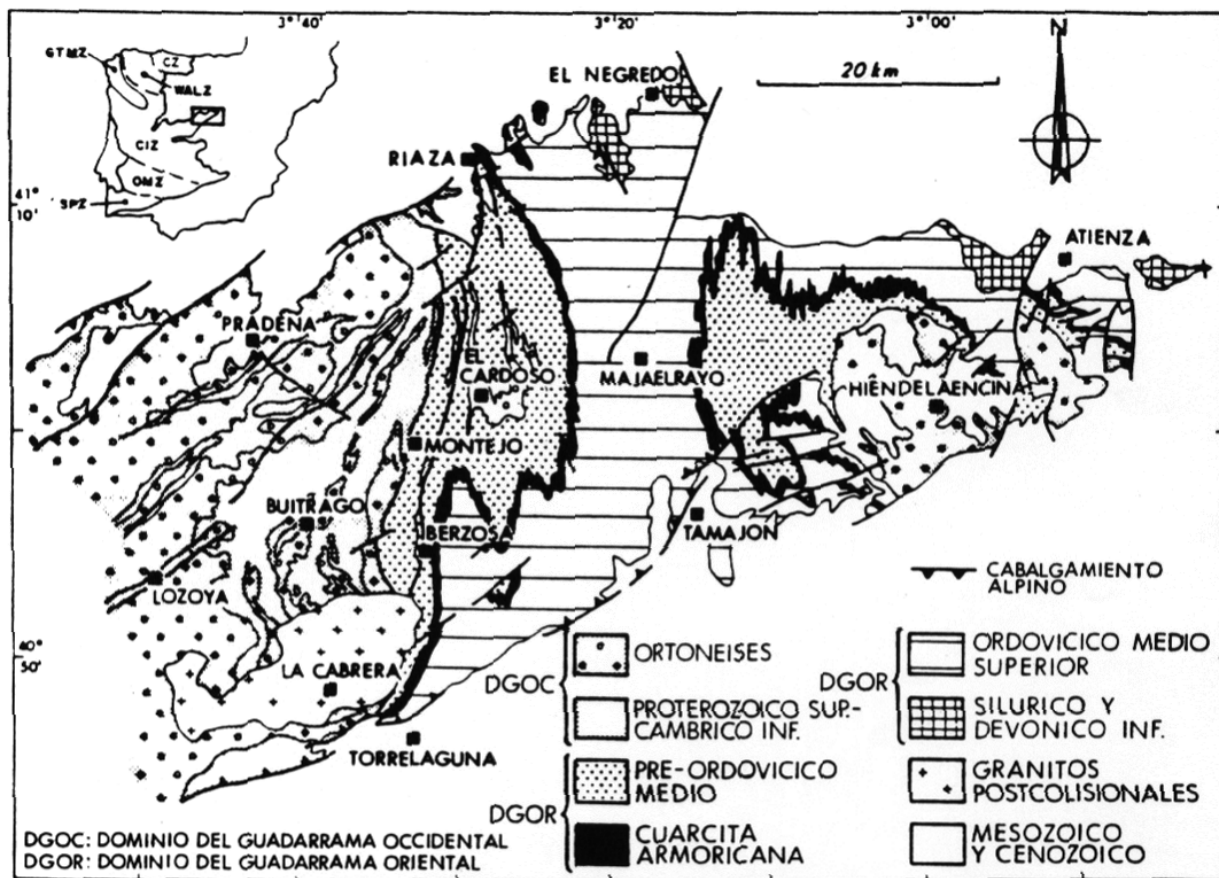 3°40'
3°20'
3°00'
N
GTMZ
CZ
WALZ
CIZ
OMZ
SPZ
EL NEGREDO
20 km
RIAZA
41°
10'
ATIENZA
PRADENA
EL
CARDOSO
MAJAELRAYO
HIENDELAENCINA
MONTEJO
BUITRAGO
BERZOSA
TAMAJÓN
LOZOYA
CABALGAMIENTO
ALPINO
40°
50'
LA CABRERA
TORRELAGUNA
DGOC
ORTONEISES
PROTEROZOICO SUP.-
CAMBRICO INF.
DGOR
PRE-ORDOVICICO
MEDIO
CUARCITA
ARMORICANA
DGOR
ORDOVICICO MEDIO
SUPERIOR
SILURICO Y
DEVONICO INF.
GRANITOS
POSTCOLISIONALES
MESOZOICO
Y CENOZOICO
DGOC: DOMINIO DEL GUADARRAMA OCCIDENTAL
DGOR: DOMINIO DEL GUADARRAMA ORIENTAL